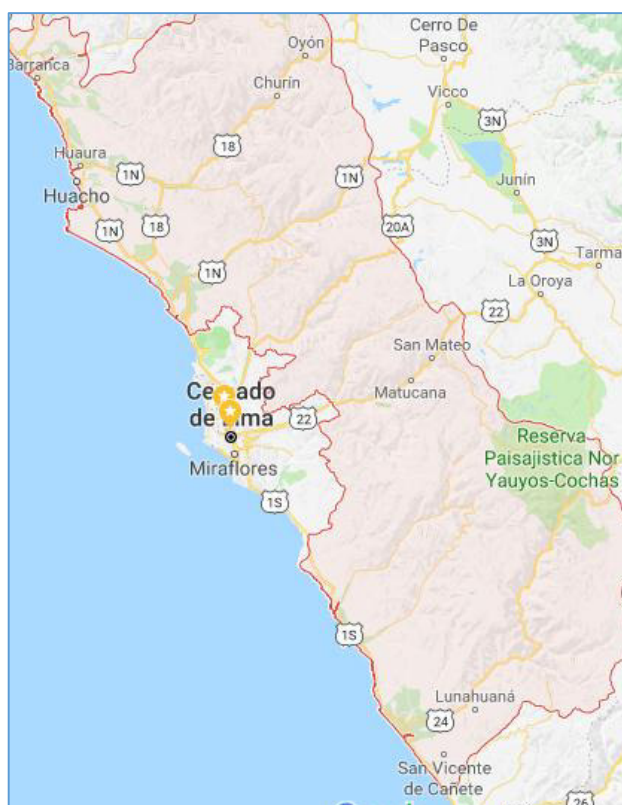 Oyón
Cerro De
Pasco
Barranca
Churín
Vicco
3N
18
Huaura
1N
1N
Junín
Huacho
1N
18
20A
3N
Tarma
1N
La Oroya
22
San Mateo
Matucana
Cercado
de Lima
22
Miraflores
Reserva
Paisajistica Nor
Yauyos-Cochas
1S
1S
Lunahuaná
24
San Vicente
de Cañete
26